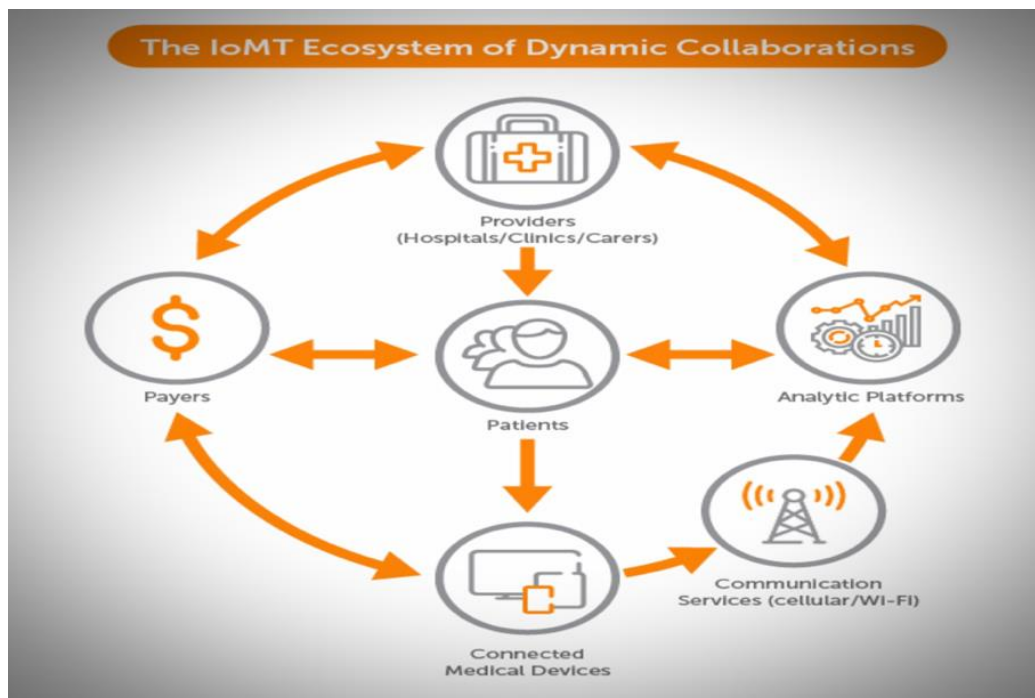 The IoMT Ecosystem of Dynamic Collaborations
Providers
(Hospitals/Clinics/Carers)
Payers
Patients
Analytic Platforms
Communication
Services (cellular/Wi-Fi)
Connected
Medical Devices